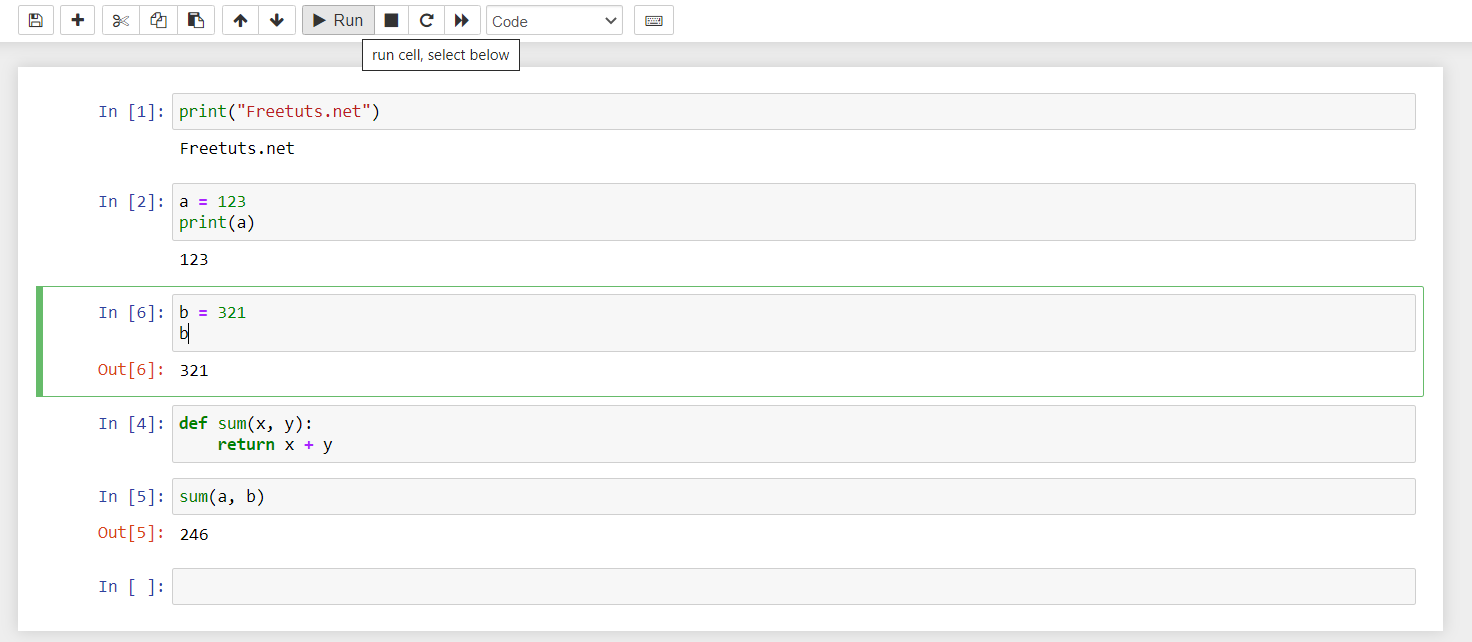 Run
Code
run cell, select below
In [1]: print("Freetuts.net")
Freetuts.net
In [2]: a = 123
print(a)
123
In [6]: b = 321
b
Out[6]: 321
In [4]: def sum(x, y):
    return x + y
In [5]: sum(a, b)
Out[5]: 246
In [ ]: